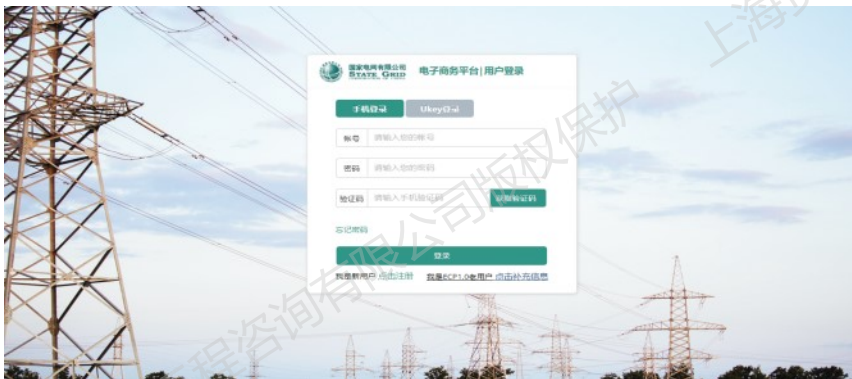 国家电网有限公司
STATE GRID
电子商务平台|用户登录
手机登录
Ukey登录
帐号 请输入您的帐号
密码 请输入您的密码
验证码 请输入手机验证码 获取验证码
忘记密码
登录
我是新用户 点击注册 我是ECP1.0老用户 点击补充信息
上海
工程咨询有限公司版权保护